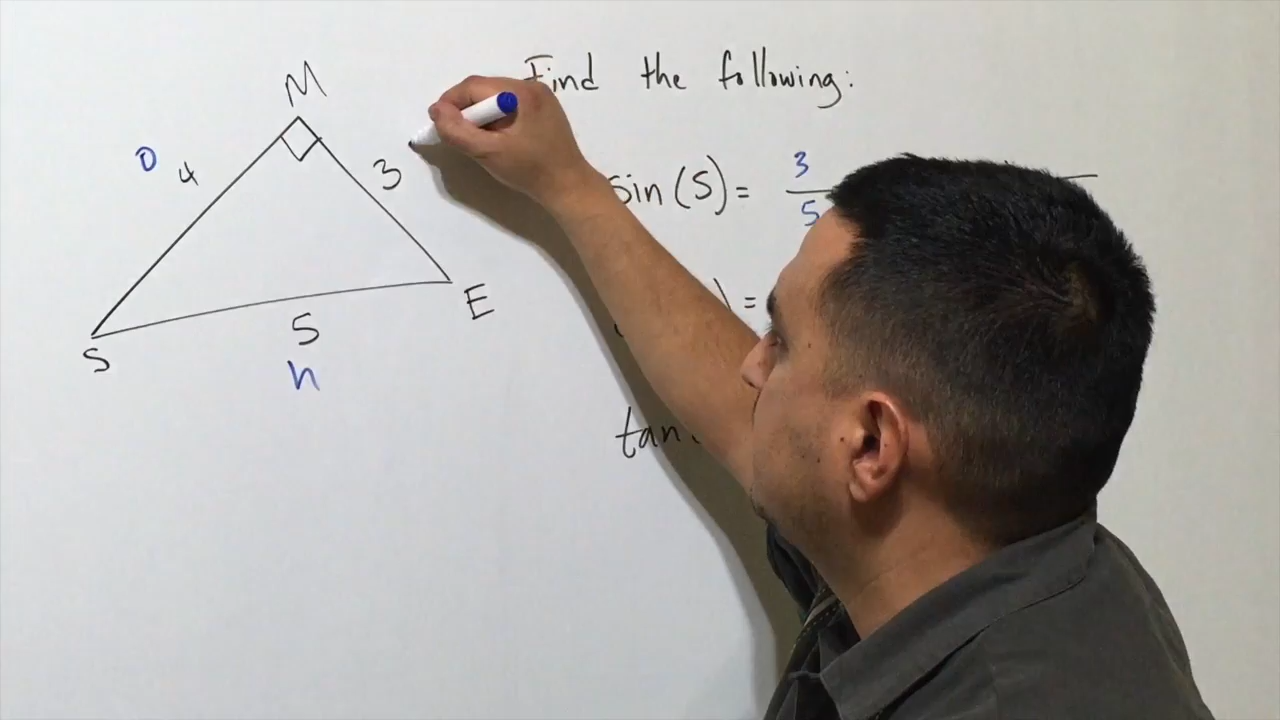 M
Find the following:
o 4 3
sin (S) = 3/5
) =
S 5 E
h
tan